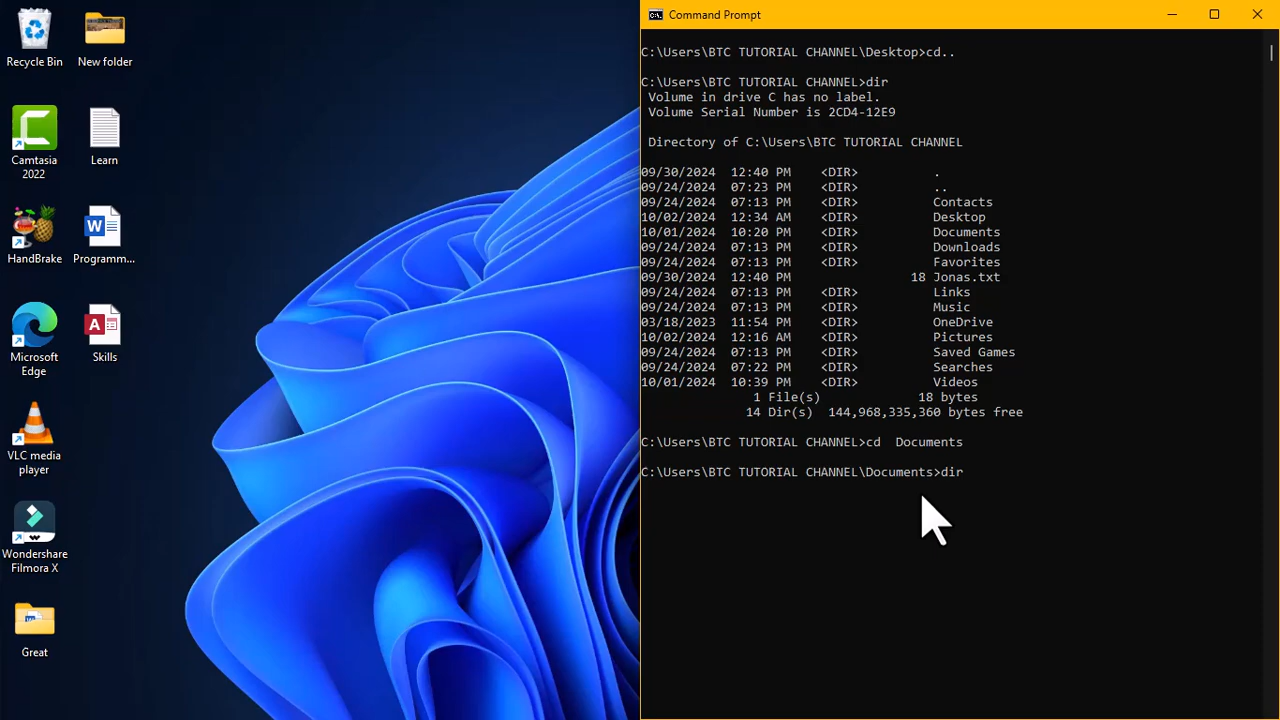 Recycle Bin
New folder
Camtasia
2022
Learn
HandBrake
Programm...
Microsoft
Edge
Skills
VLC media
player
Wondershare
Filmora X
Great
Command Prompt
C:\Users\BTC TUTORIAL CHANNEL\Desktop>cd..
C:\Users\BTC TUTORIAL CHANNEL>dir
Volume in drive C has no label.
Volume Serial Number is 2CD4-12E9
Directory of C:\Users\BTC TUTORIAL CHANNEL
09/30/2024  12:40 PM    <DIR>          .
09/24/2024  07:23 PM    <DIR>          ..
09/24/2024  07:13 PM    <DIR>          Contacts
10/02/2024  12:34 AM    <DIR>          Desktop
10/01/2024  10:20 PM    <DIR>          Documents
09/24/2024  07:13 PM    <DIR>          Downloads
09/24/2024  07:13 PM    <DIR>          Favorites
09/30/2024  12:40 PM                18 Jonas.txt
09/24/2024  07:13 PM    <DIR>          Links
09/24/2024  07:13 PM    <DIR>          Music
03/18/2023  11:54 PM    <DIR>          OneDrive
10/02/2024  12:16 AM    <DIR>          Pictures
09/24/2024  07:13 PM    <DIR>          Saved Games
09/24/2024  07:22 PM    <DIR>          Searches
10/01/2024  10:39 PM    <DIR>          Videos
1 File(s)             18 bytes
14 Dir(s)  144,968,335,360 bytes free
C:\Users\BTC TUTORIAL CHANNEL>cd  Documents
C:\Users\BTC TUTORIAL CHANNEL\Documents>dir